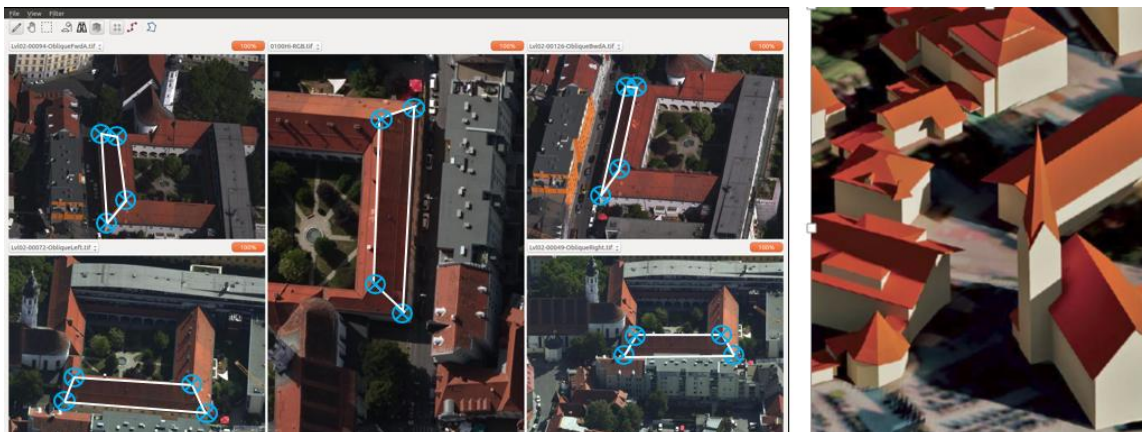 File View Filter
Lvl02-00094-ObliqueFwdA.tif 100%
0100Hi-RGB.tif 100%
Lvl02-00126-ObliqueBwdA.tif 100%
Lvl02-00072-ObliqueLeft.tif 100%
Lvl02-00049-ObliqueRight.tif 100%